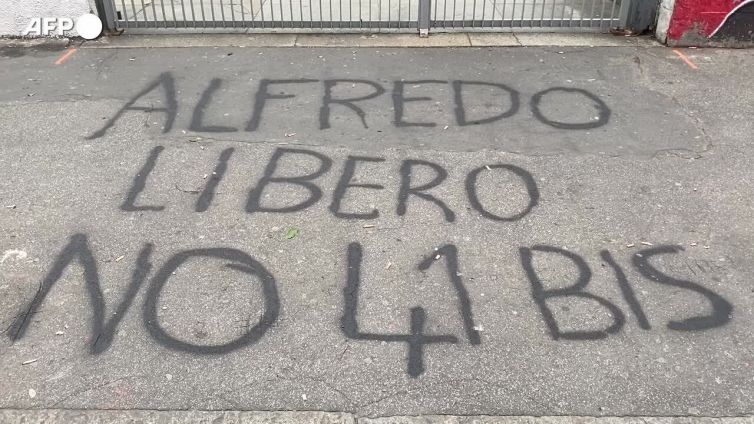 AFP
ALFREDO
LIBERO
NO 41 BIS